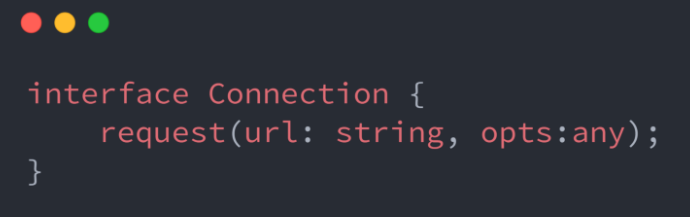 interface Connection {
    request(url: string, opts:any);
}